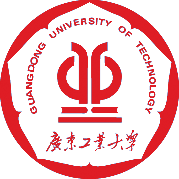 GUANGDONG UNIVERSITY OF TECHNOLOGY
廣東工業大學